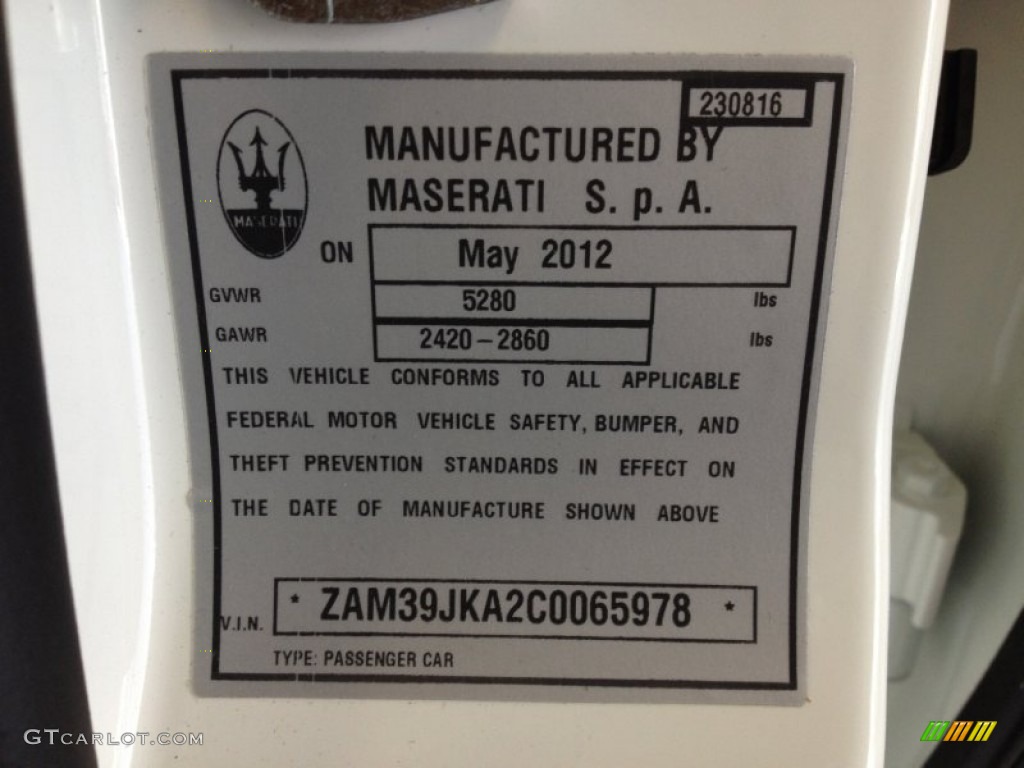 230816
MANUFACTURED BY
MASERATI S. p. A.
MASERATI
ON May 2012
GVWR 5280 lbs
GAWR 2420-2860 lbs
THIS VEHICLE CONFORMS TO ALL APPLICABLE
FEDERAL MOTOR VEHICLE SAFETY, BUMPER, AND
THEFT PREVENTION STANDARDS IN EFFECT ON
THE DATE OF MANUFACTURE SHOWN ABOVE
V.I.N. * ZAM39JKA2C0065978 *
TYPE: PASSENGER CAR
GTCARLOT.COM